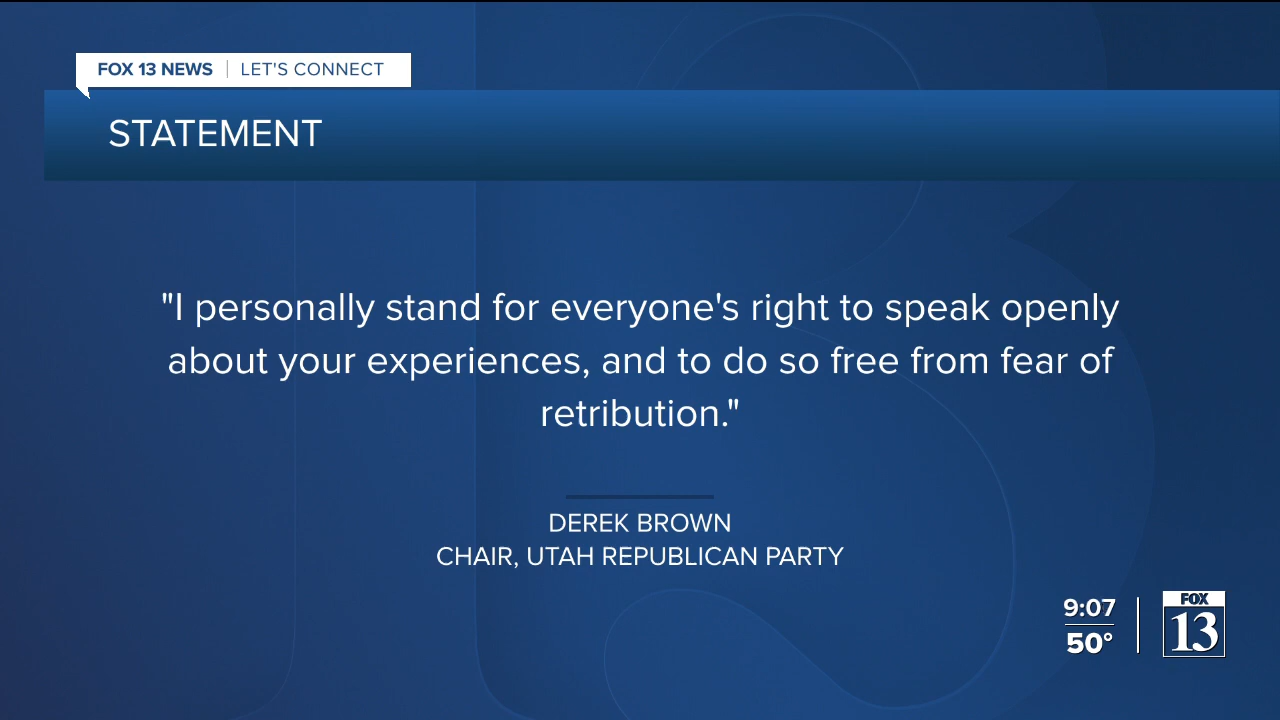 FOX 13 NEWS | LET'S CONNECT
STATEMENT
"I personally stand for everyone's right to speak openly
about your experiences, and to do so free from fear of
retribution."
DEREK BROWN
CHAIR, UTAH REPUBLICAN PARTY
9:07
50°
FOX
13